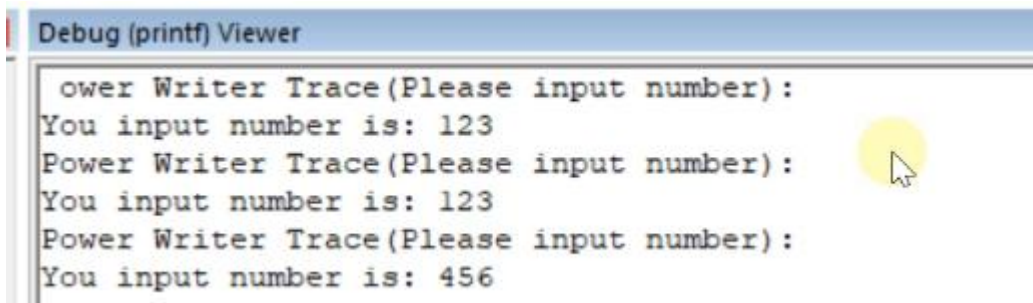 Debug (printf) Viewer
ower Writer Trace(Please input number):
You input number is: 123
Power Writer Trace(Please input number):
You input number is: 123
Power Writer Trace(Please input number):
You input number is: 456